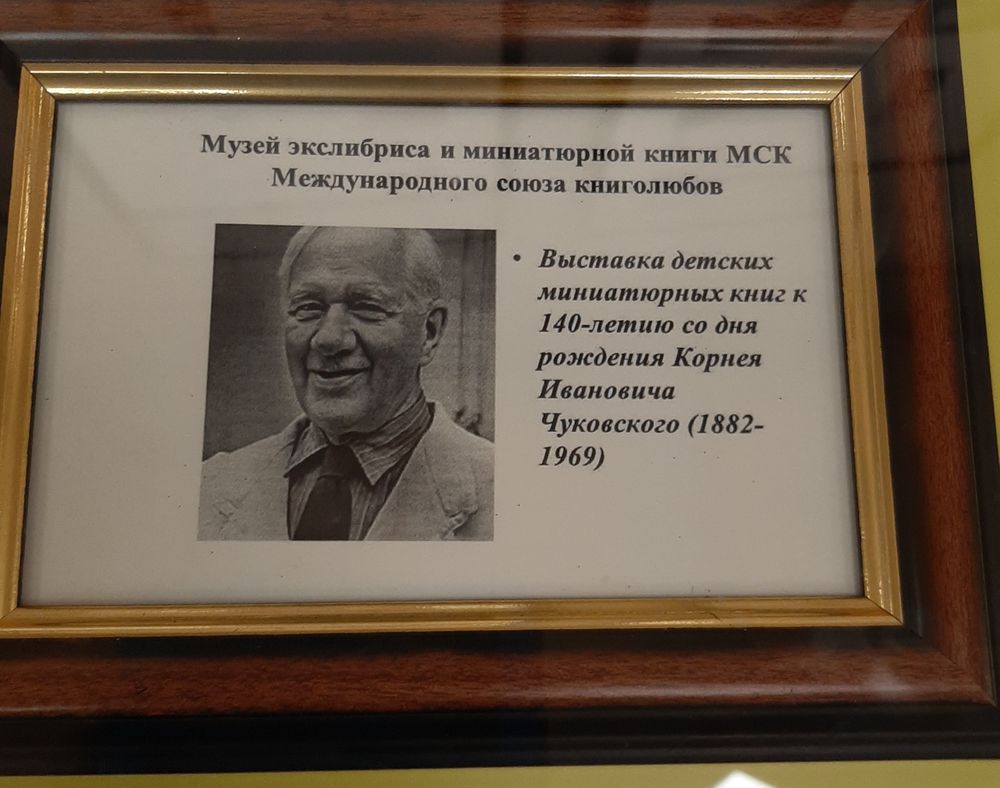 Музей экслибриса и миниатюрной книги МСК
Международного союза книголюбов
• Выставка детских
миниатюрных книг к
140-летию со дня
рождения Корнея
Ивановича
Чуковского (1882-
1969)